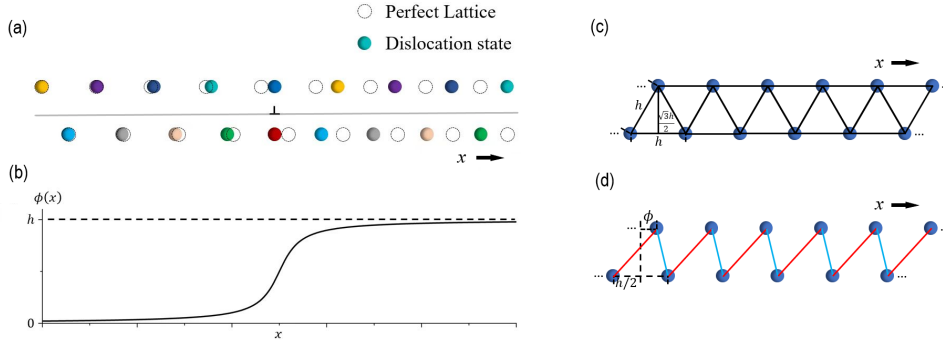 (a)
Perfect Lattice
Dislocation state
⊥
x
(b)
ϕ(x)
h
0
x
(c)
x
...
h
√3h/2
...
h
...
(d)
x
ϕ
...
...
h/2
...